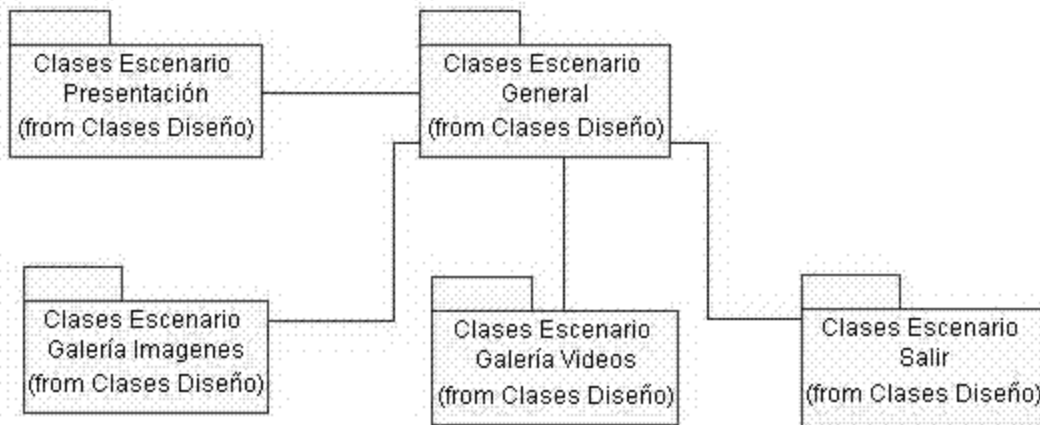 Clases Escenario
Presentación
(from Clases Diseño)
Clases Escenario
General
(from Clases Diseño)
Clases Escenario
Galería Imagenes
(from Clases Diseño)
Clases Escenario
Galería Videos
(from Clases Diseño)
Clases Escenario
Salir
(from Clases Diseño)